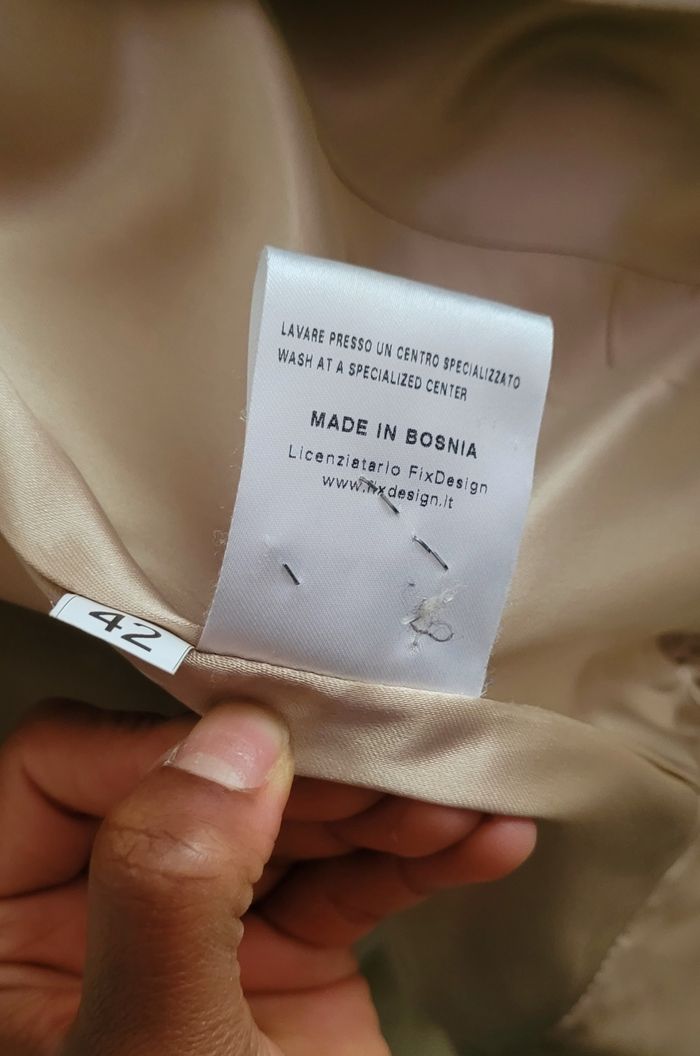 LAVARE PRESSO UN CENTRO SPECIALIZZATO
WASH AT A SPECIALIZED CENTER
MADE IN BOSNIA
Licenziatario FixDesign
www.fixdesign.it
42